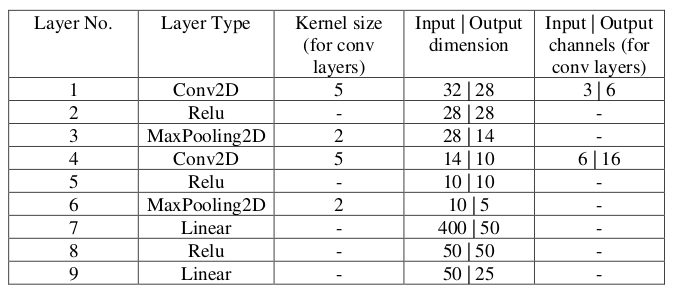 Layer No. Layer Type Kernel size (for conv layers) Input | Output dimension Input | Output channels (for conv layers)
1 Conv2D 5 32 | 28 3 | 6
2 Relu - 28 | 28 -
3 MaxPooling2D 2 28 | 14 -
4 Conv2D 5 14 | 10 6 | 16
5 Relu - 10 | 10 -
6 MaxPooling2D 2 10 | 5 -
7 Linear - 400 | 50 -
8 Relu - 50 | 50 -
9 Linear - 50 | 25 -